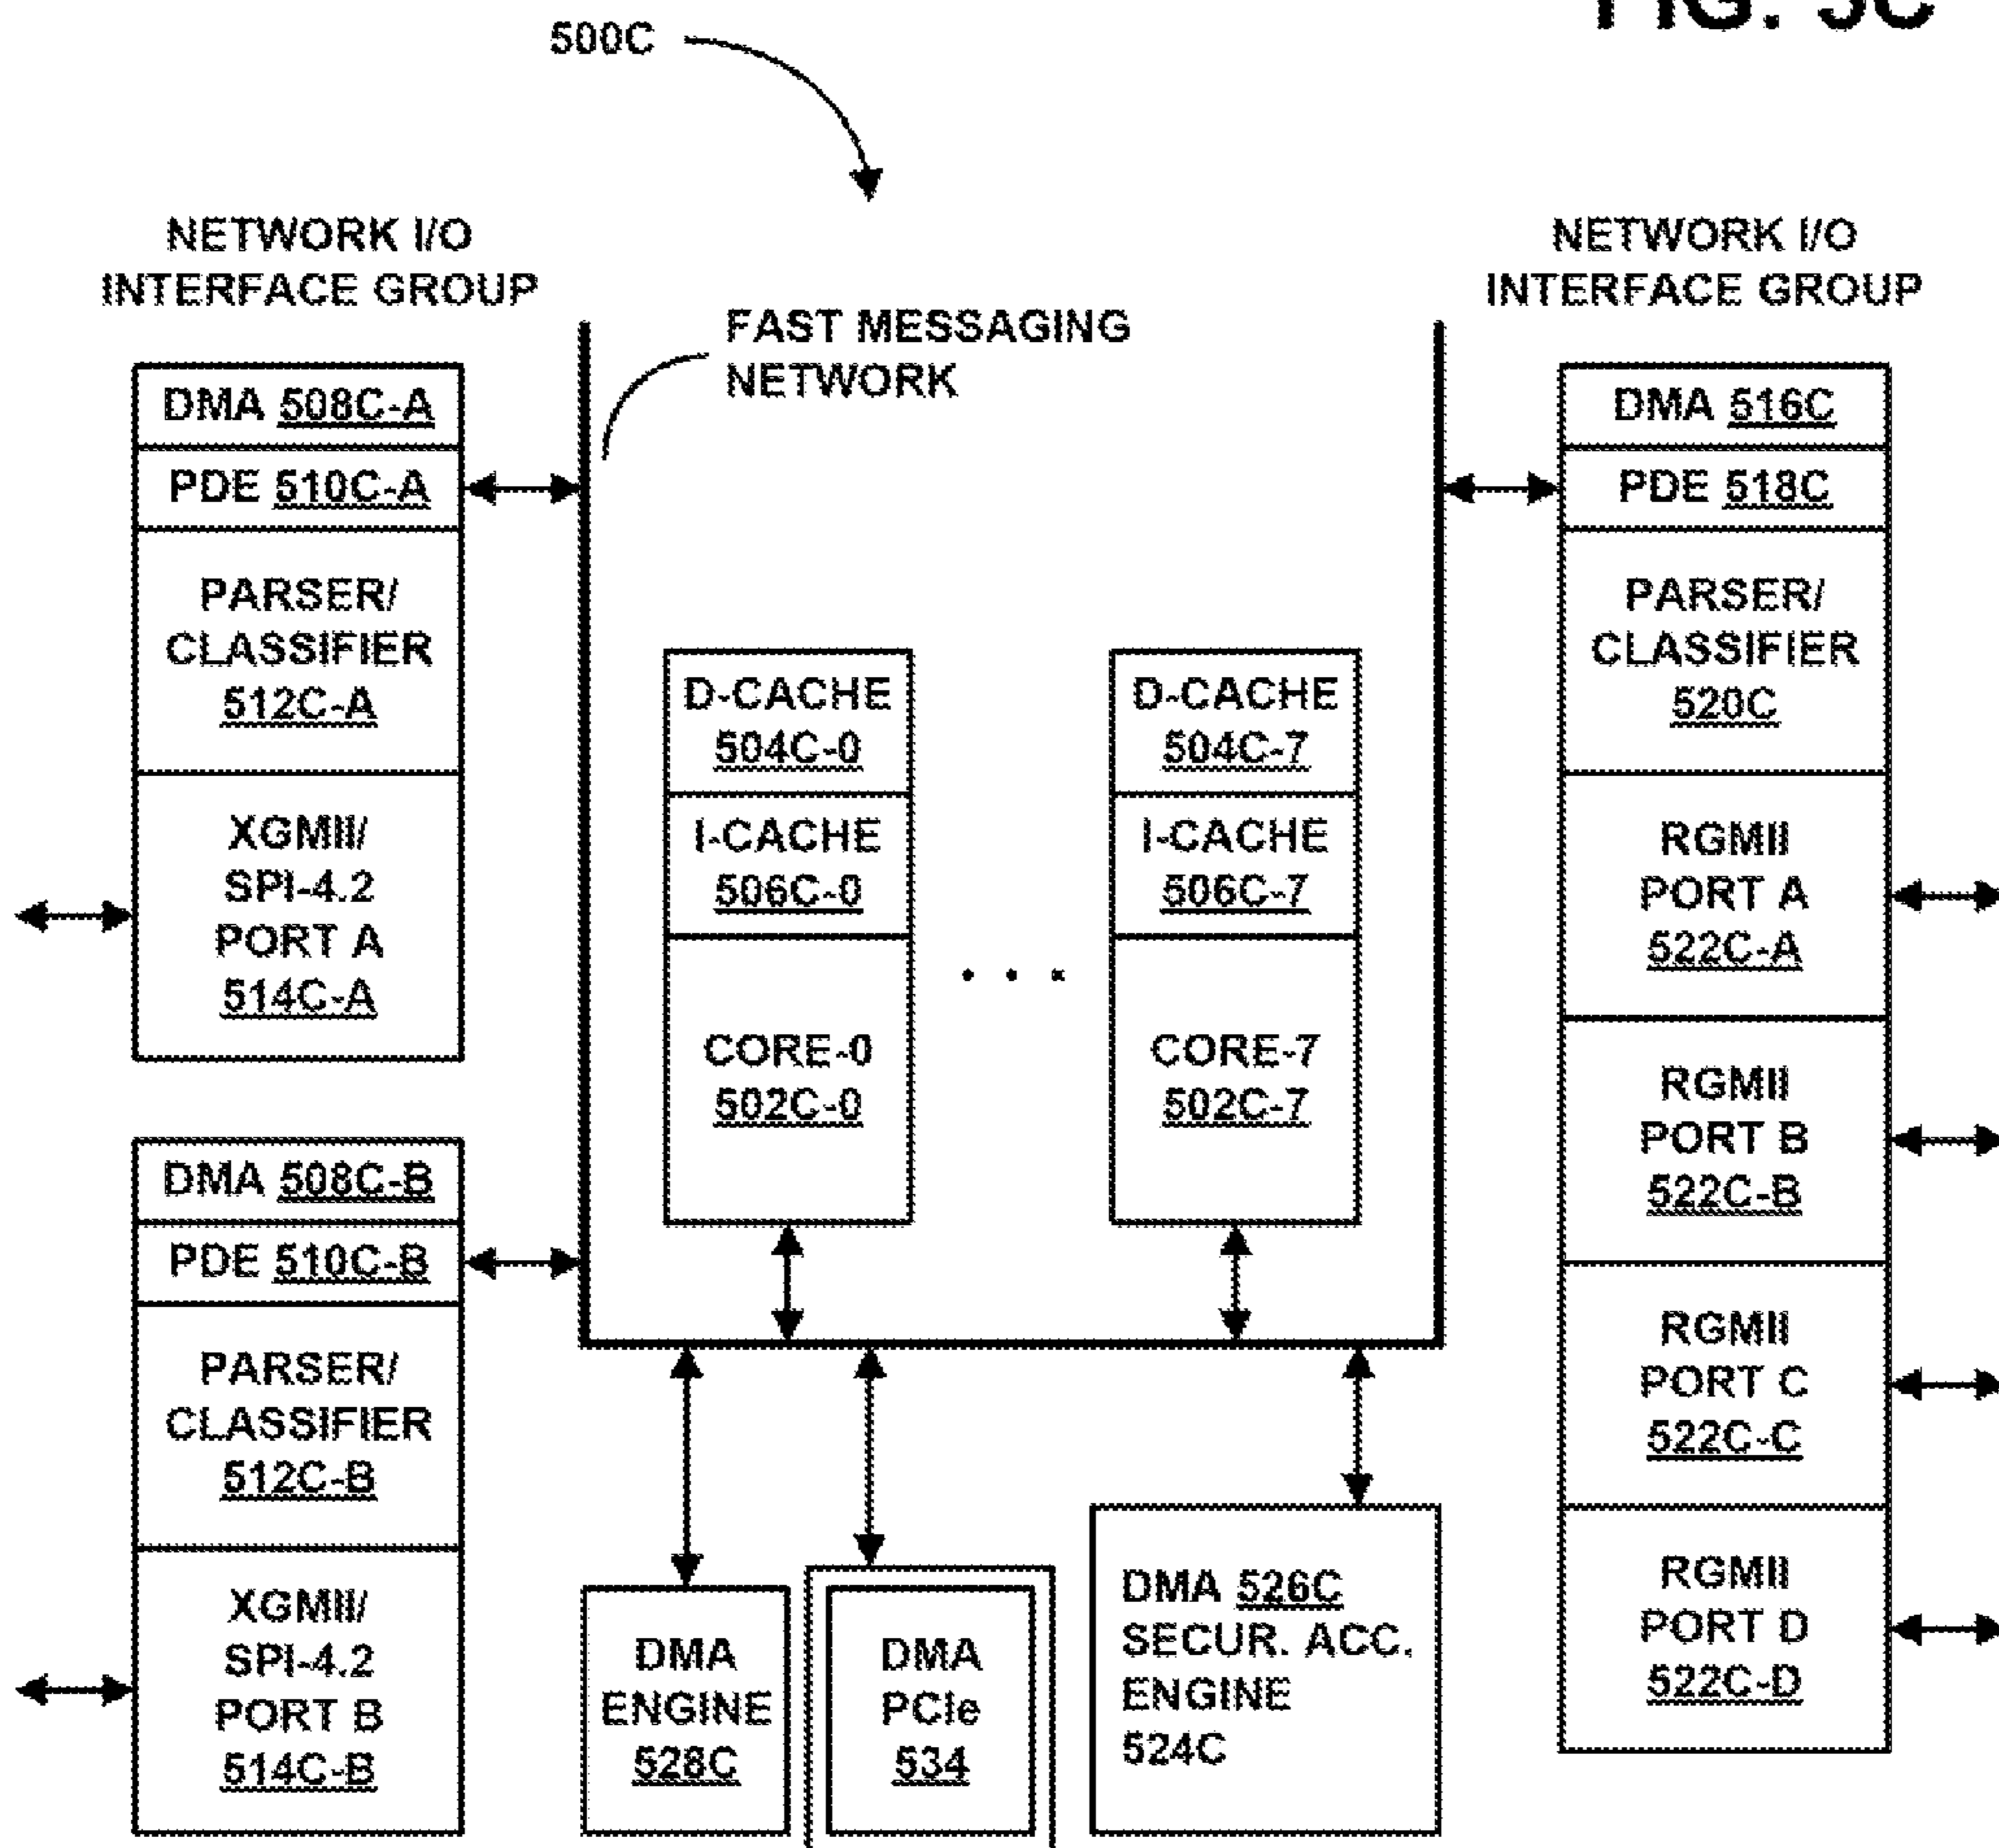 FIG. 5C
500C
NETWORK I/O
INTERFACE GROUP
DMA 508C-A
PDE 510C-A
PARSER/
CLASSIFIER
512C-A
XGMII/
SPI-4.2
PORT A
514C-A
DMA 508C-B
PDE 510C-B
PARSER/
CLASSIFIER
512C-B
XGMII/
SPI-4.2
PORT B
514C-B
FAST MESSAGING
NETWORK
D-CACHE
504C-0
I-CACHE
506C-0
CORE-0
502C-0
. . .
D-CACHE
504C-7
I-CACHE
506C-7
CORE-7
502C-7
DMA
ENGINE
528C
DMA
PCIe
534
DMA 526C
SECUR. ACC.
ENGINE
524C
NETWORK I/O
INTERFACE GROUP
DMA 516C
PDE 518C
PARSER/
CLASSIFIER
520C
RGMII
PORT A
522C-A
RGMII
PORT B
522C-B
RGMII
PORT C
522C-C
RGMII
PORT D
522C-D